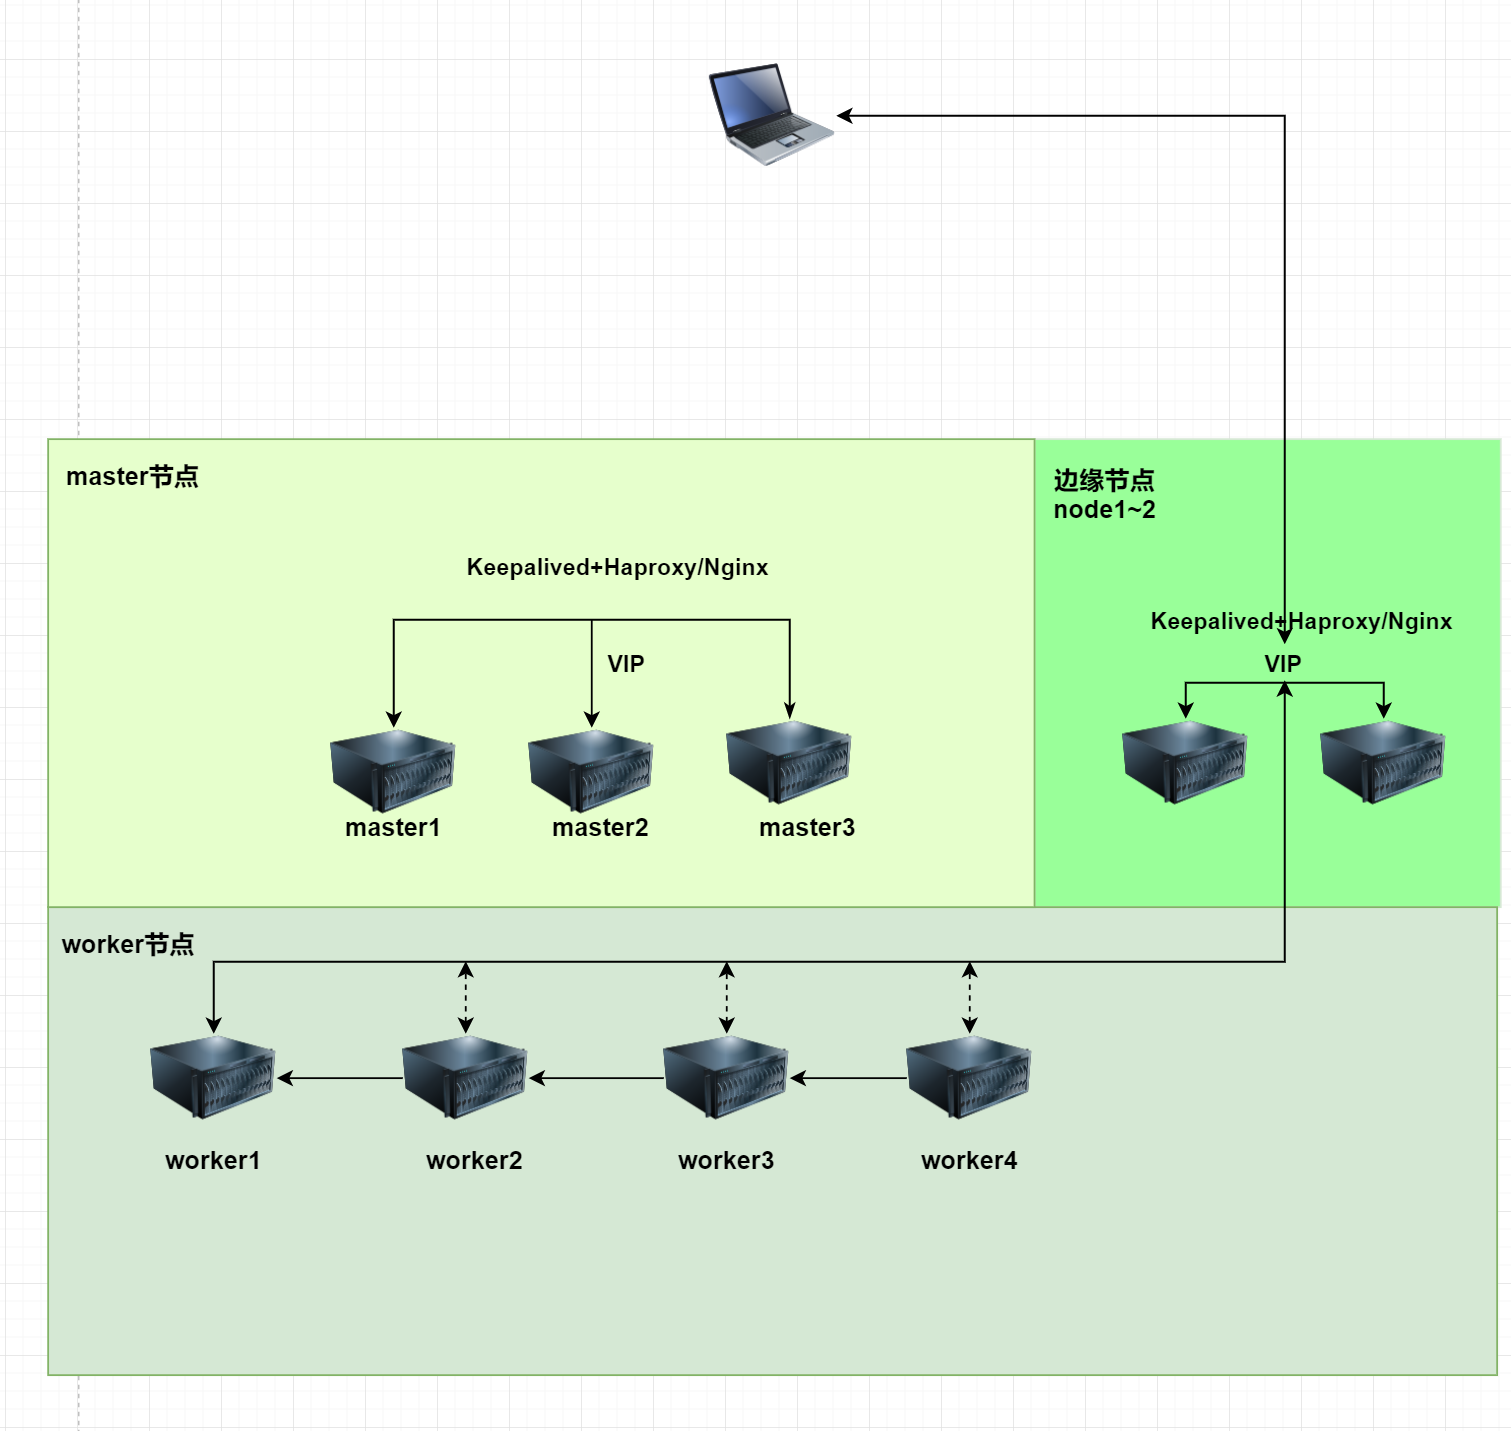 master节点
边缘节点
node1~2
Keepalived+Haproxy/Nginx
VIP
Keepalived+Haproxy/Nginx
VIP
master1
master2
master3
worker节点
worker1
worker2
worker3
worker4